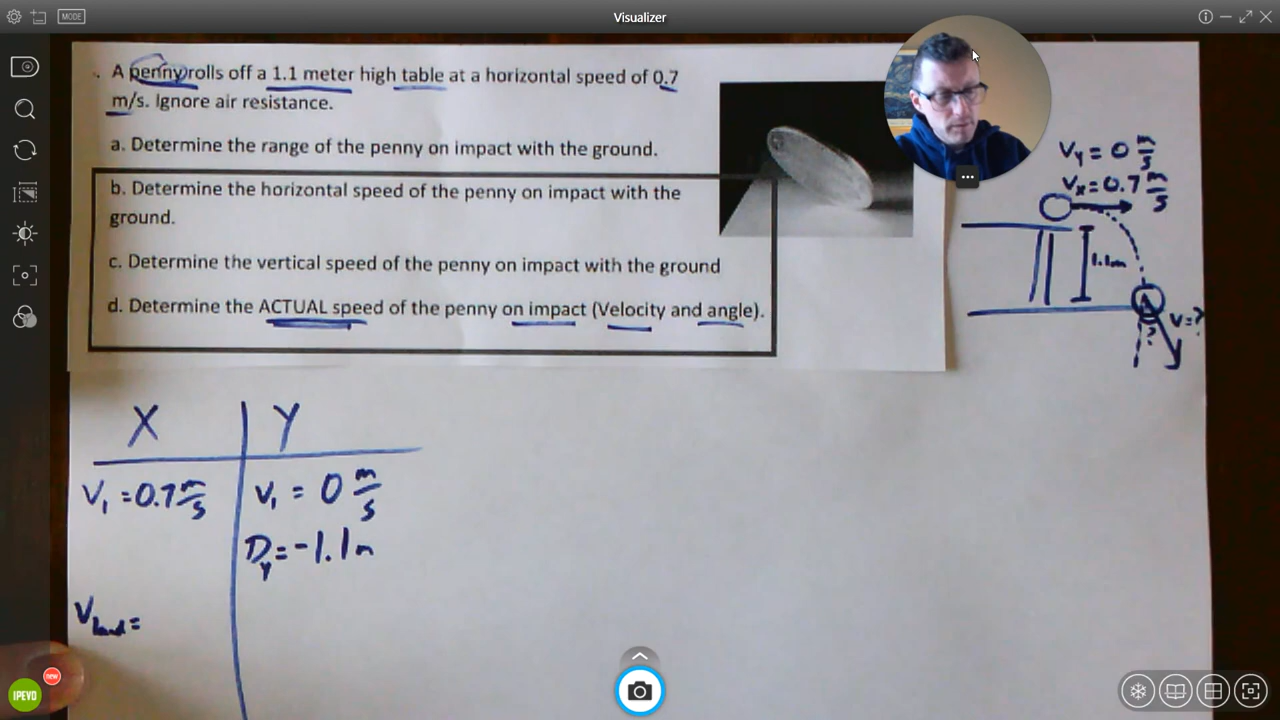 MODE
Visualizer
. A penny rolls off a 1.1 meter high table at a horizontal speed of 0.7
m/s. Ignore air resistance.
a. Determine the range of the penny on impact with the ground.
b. Determine the horizontal speed of the penny on impact with the
ground.
c. Determine the vertical speed of the penny on impact with the ground
d. Determine the ACTUAL speed of the penny on impact (Velocity and angle).
Vy = 0 m/s
Vx = 0.7 m/s
1.1m
V=?
?
X Y
V1 = 0.7 m/s V1 = 0 m/s
Dy = -1.1m
Vland =
new
IPEVO